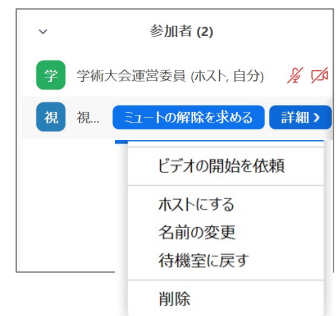 参加者 (2)
学 学術大会運営委員 (ホスト, 自分)
視 視... ミュートの解除を求める 詳細 >
ビデオの開始を依頼
ホストにする
名前の変更
待機室に戻す
削除